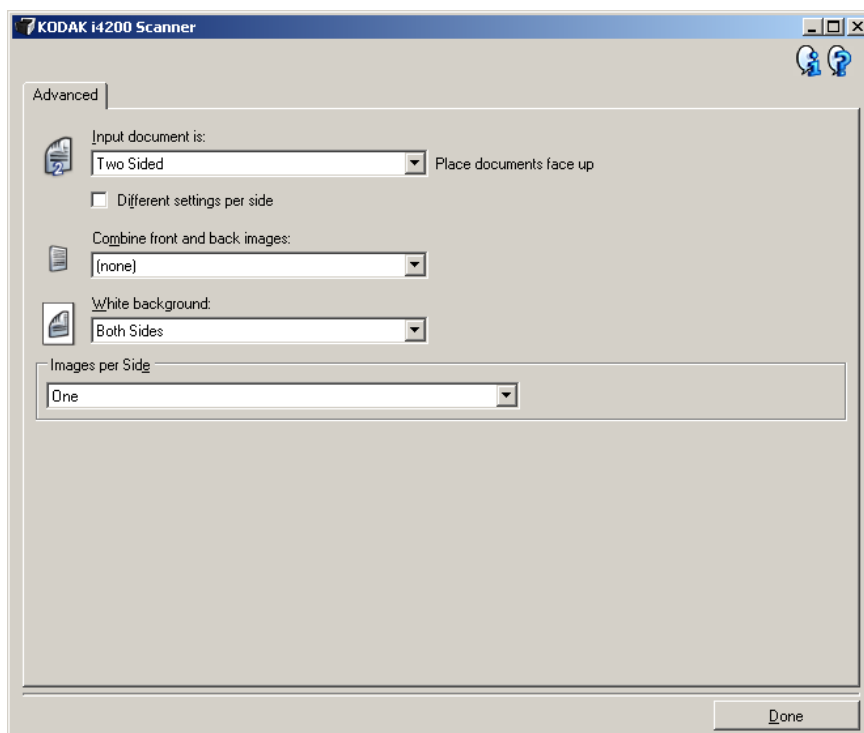 KODAK i4200 Scanner
Advanced
Input document is:
Two Sided
Place documents face up
Different settings per side
Combine front and back images:
(none)
White background:
Both Sides
Images per Side
One
Done